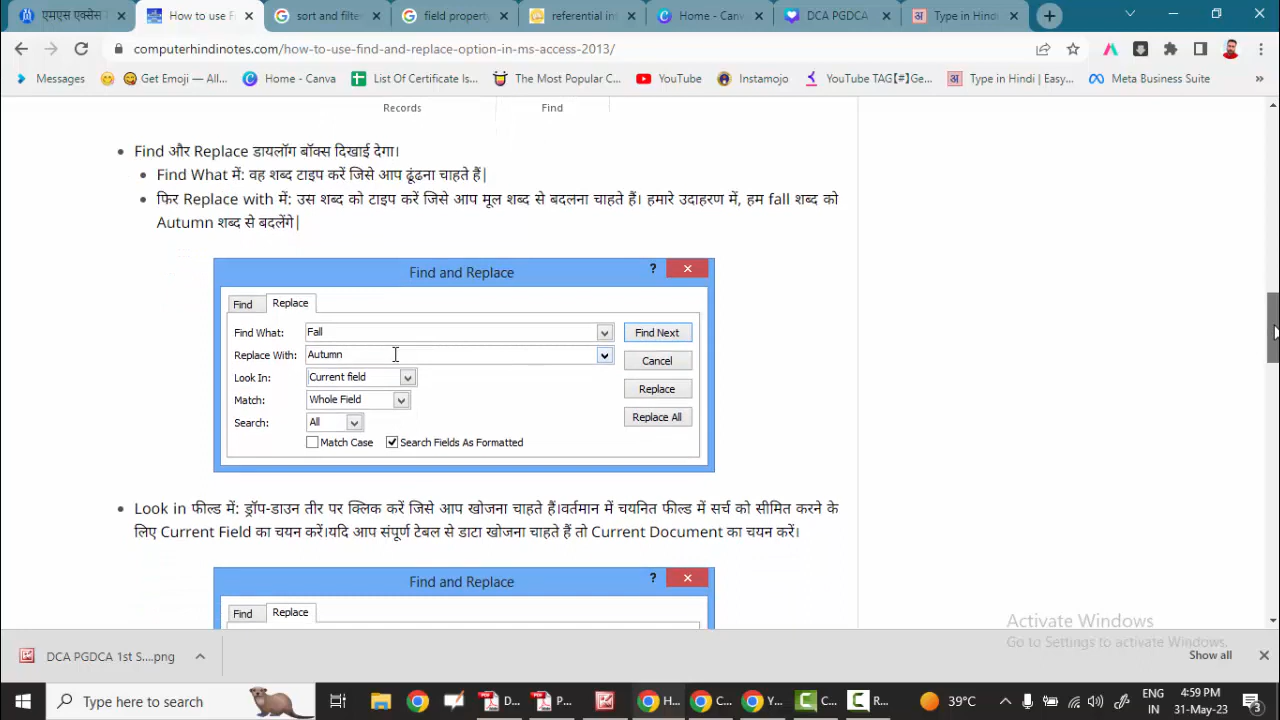 एमएस एक्सेस
How to use Fi
sort and filte
field property
referential in
Home - Canv
DCA PGDCA
Type in Hindi
computerhindinotes.com/how-to-use-find-and-replace-option-in-ms-access-2013/
Messages
Get Emoji — All...
Home - Canva
List Of Certificate Is...
The Most Popular C...
YouTube
Instamojo
YouTube TAG【#】Ge...
Type in Hindi | Easy...
Meta Business Suite
»
Records
Find
Find और Replace डायलॉग बॉक्स दिखाई देगा।
Find What में: वह शब्द टाइप करें जिसे आप ढूंढना चाहते हैं|
फिर Replace with में: उस शब्द को टाइप करें जिसे आप मूल शब्द से बदलना चाहते हैं। हमारे उदाहरण में, हम fall शब्द को
Autumn शब्द से बदलेंगे|
Find and Replace
?
Find
Replace
Find What:
Fall
Find Next
Replace With:
Autumn
Cancel
Look In:
Current field
Replace
Match:
Whole Field
Replace All
Search:
All
Match Case
Search Fields As Formatted
Look in फील्ड में: ड्रॉप-डाउन तीर पर क्लिक करें जिसे आप खोजना चाहते हैं।वर्तमान में चयनित फील्ड में सर्च को सीमित करने के
लिए Current Field का चयन करें।यदि आप संपूर्ण टेबल से डाटा खोजना चाहते हैं तो Current Document का चयन करें।
Find and Replace
?
Find
Replace
Activate Windows
Go to Settings to activate Windows.
DCA PGDCA 1st S....png
Show all
Type here to search
D...
P...
H...
C...
Y...
C...
R...
39°C
ENG
IN
4:59 PM
31-May-23
3